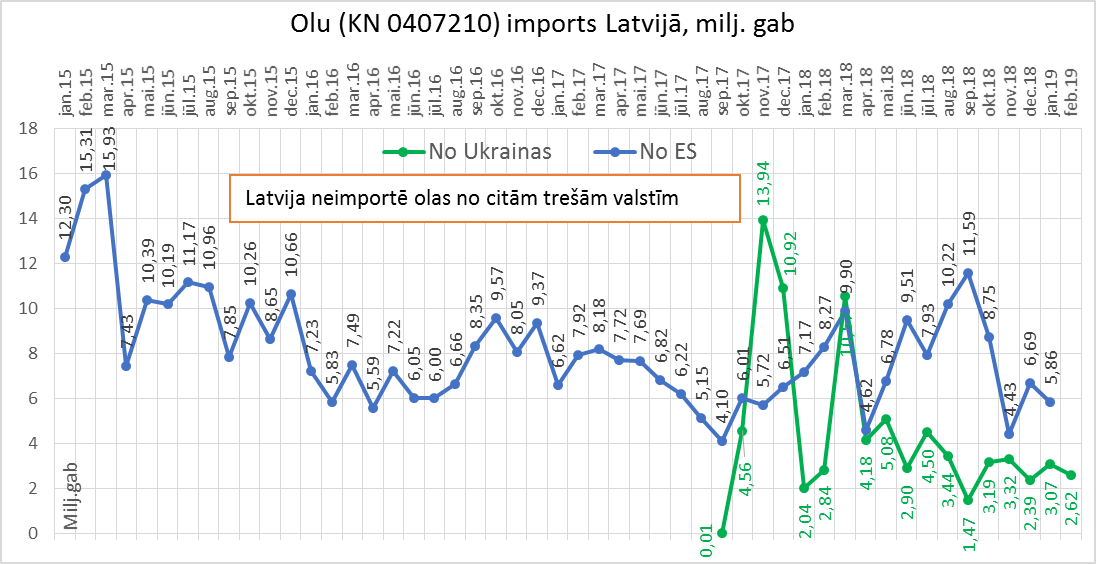 Olu (KN 0407210) imports Latvijā, milj. gab
jan.15 feb.15 mar.15 apr.15 mai.15 jūn.15 jūl.15 aug.15 sep.15 okt.15 nov.15 dec.15 jan.16 feb.16 mar.16 apr.16 mai.16 jūn.16 jūl.16 aug.16 sep.16 okt.16 nov.16 dec.16 jan.17 feb.17 mar.17 apr.17 mai.17 jūn.17 jūl.17 aug.17 sep.17 okt.17 nov.17 dec.17 jan.18 feb.18 mar.18 apr.18 mai.18 jūn.18 jūl.18 aug.18 sep.18 okt.18 nov.18 dec.18 jan.19 feb.19
18
16
14
12
10
8
6
4
2
0
Milj.gab
No Ukrainas
No ES
Latvija neimportē olas no citām trešām valstīm
12,30 15,31 15,93 7,43 10,39 10,19 11,17 10,96 7,85 10,26 8,65 10,66 7,23 5,83 7,49 5,59 7,22 6,05 6,00 6,66 8,35 9,57 8,05 9,37 6,62 7,92 8,18 7,72 7,69 6,82 6,22 5,15 4,10 6,01 5,72 6,51 7,17 8,27 9,90 4,62 6,78 9,51 7,93 10,22 11,59 8,75 4,43 6,69 5,86
0,01 4,56 13,94 10,92 2,04 2,84 4,18 5,08 2,90 4,50 3,44 1,47 3,19 3,32 2,39 3,07 2,62